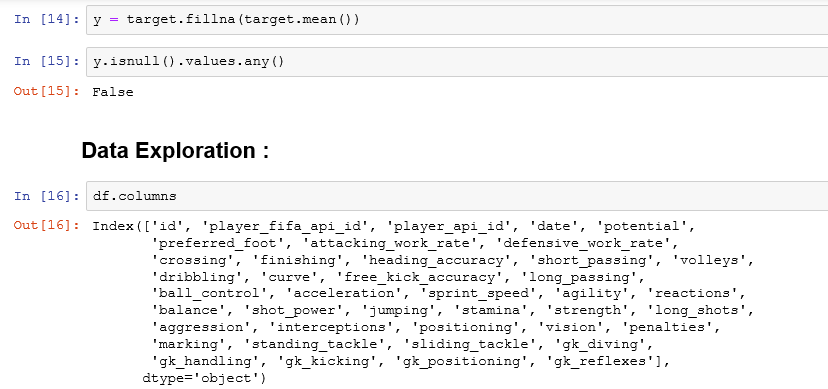 In [14]: y = target.fillna(target.mean())
In [15]: y.isnull().values.any()
Out[15]: False
Data Exploration :
In [16]: df.columns
Out[16]: Index(['id', 'player_fifa_api_id', 'player_api_id', 'date', 'potential',
'preferred_foot', 'attacking_work_rate', 'defensive_work_rate',
'crossing', 'finishing', 'heading_accuracy', 'short_passing', 'volleys',
'dribbling', 'curve', 'free_kick_accuracy', 'long_passing',
'ball_control', 'acceleration', 'sprint_speed', 'agility', 'reactions',
'balance', 'shot_power', 'jumping', 'stamina', 'strength', 'long_shots',
'aggression', 'interceptions', 'positioning', 'vision', 'penalties',
'marking', 'standing_tackle', 'sliding_tackle', 'gk_diving',
'gk_handling', 'gk_kicking', 'gk_positioning', 'gk_reflexes'],
dtype='object')